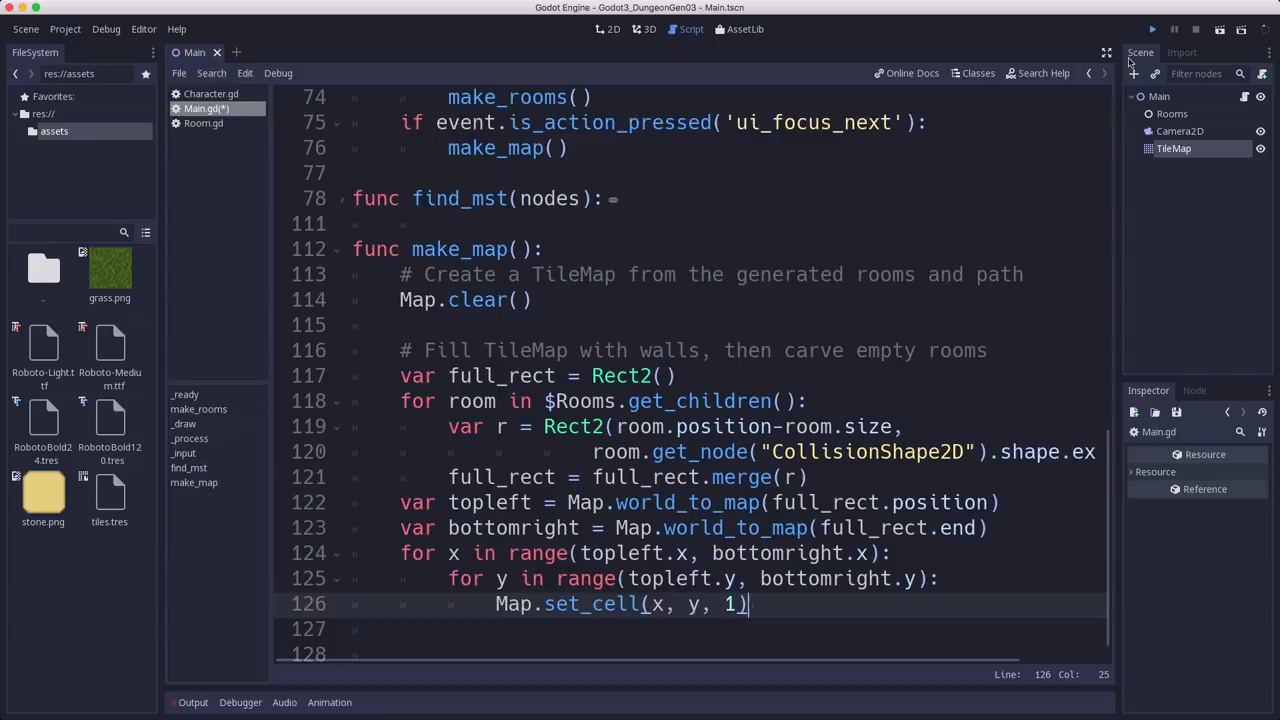 Godot Engine - Godot3_DungeonGen03 - Main.tscn
Scene Project Debug Editor Help
2D 3D Script AssetLib
FileSystem
res://assets
Favorites:
res://
assets
..
grass.png
Roboto-Light.t
tf
Roboto-Mediu
m.ttf
RobotoBold2
4.tres
RobotoBold12
0.tres
stone.png
tiles.tres
Main
File Search Edit Debug
Online Docs Classes Search Help
Character.gd
Main.gd(*)
Room.gd
_ready
make_rooms
_draw
_process
_input
find_mst
make_map
74 make_rooms()
75 if event.is_action_pressed('ui_focus_next'):
76 make_map()
77
78 func find_mst(nodes):
111
112 func make_map():
113 # Create a TileMap from the generated rooms and path
114 Map.clear()
115
116 # Fill TileMap with walls, then carve empty rooms
117 var full_rect = Rect2()
118 for room in $Rooms.get_children():
119 var r = Rect2(room.position-room.size,
120 room.get_node("CollisionShape2D").shape.ex
121 full_rect = full_rect.merge(r)
122 var topleft = Map.world_to_map(full_rect.position)
123 var bottomright = Map.world_to_map(full_rect.end)
124 for x in range(topleft.x, bottomright.x):
125 for y in range(topleft.y, bottomright.y):
126 Map.set_cell(x, y, 1)
127
128
Line: 126 Col: 25
Output Debugger Audio Animation
Scene Import
Filter nodes
Main
Rooms
Camera2D
TileMap
Inspector Node
Main.gd
Resource
Resource
Reference